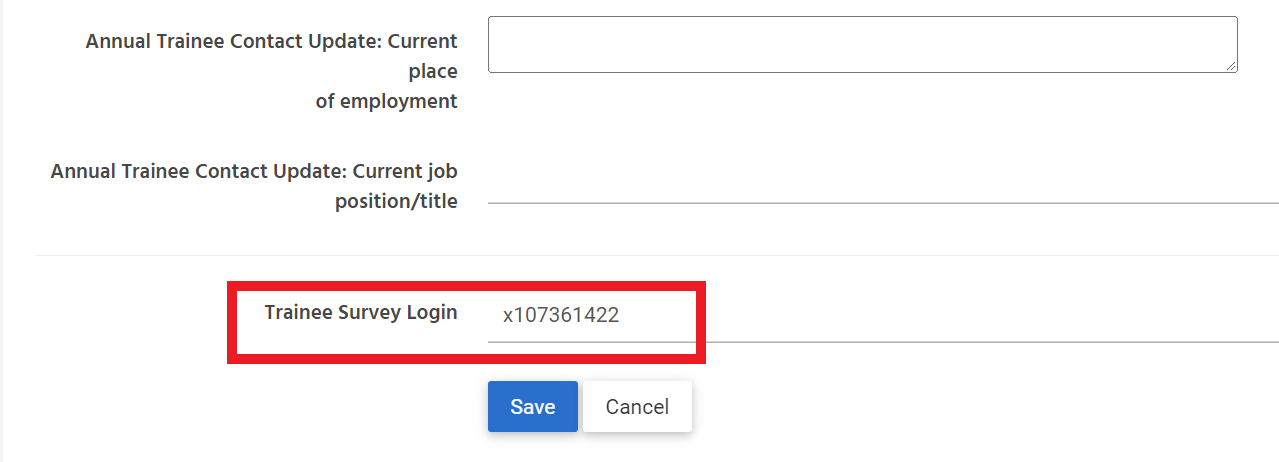 Annual Trainee Contact Update: Current
place
of employment
Annual Trainee Contact Update: Current job
position/title
Trainee Survey Login
x107361422
Save
Cancel